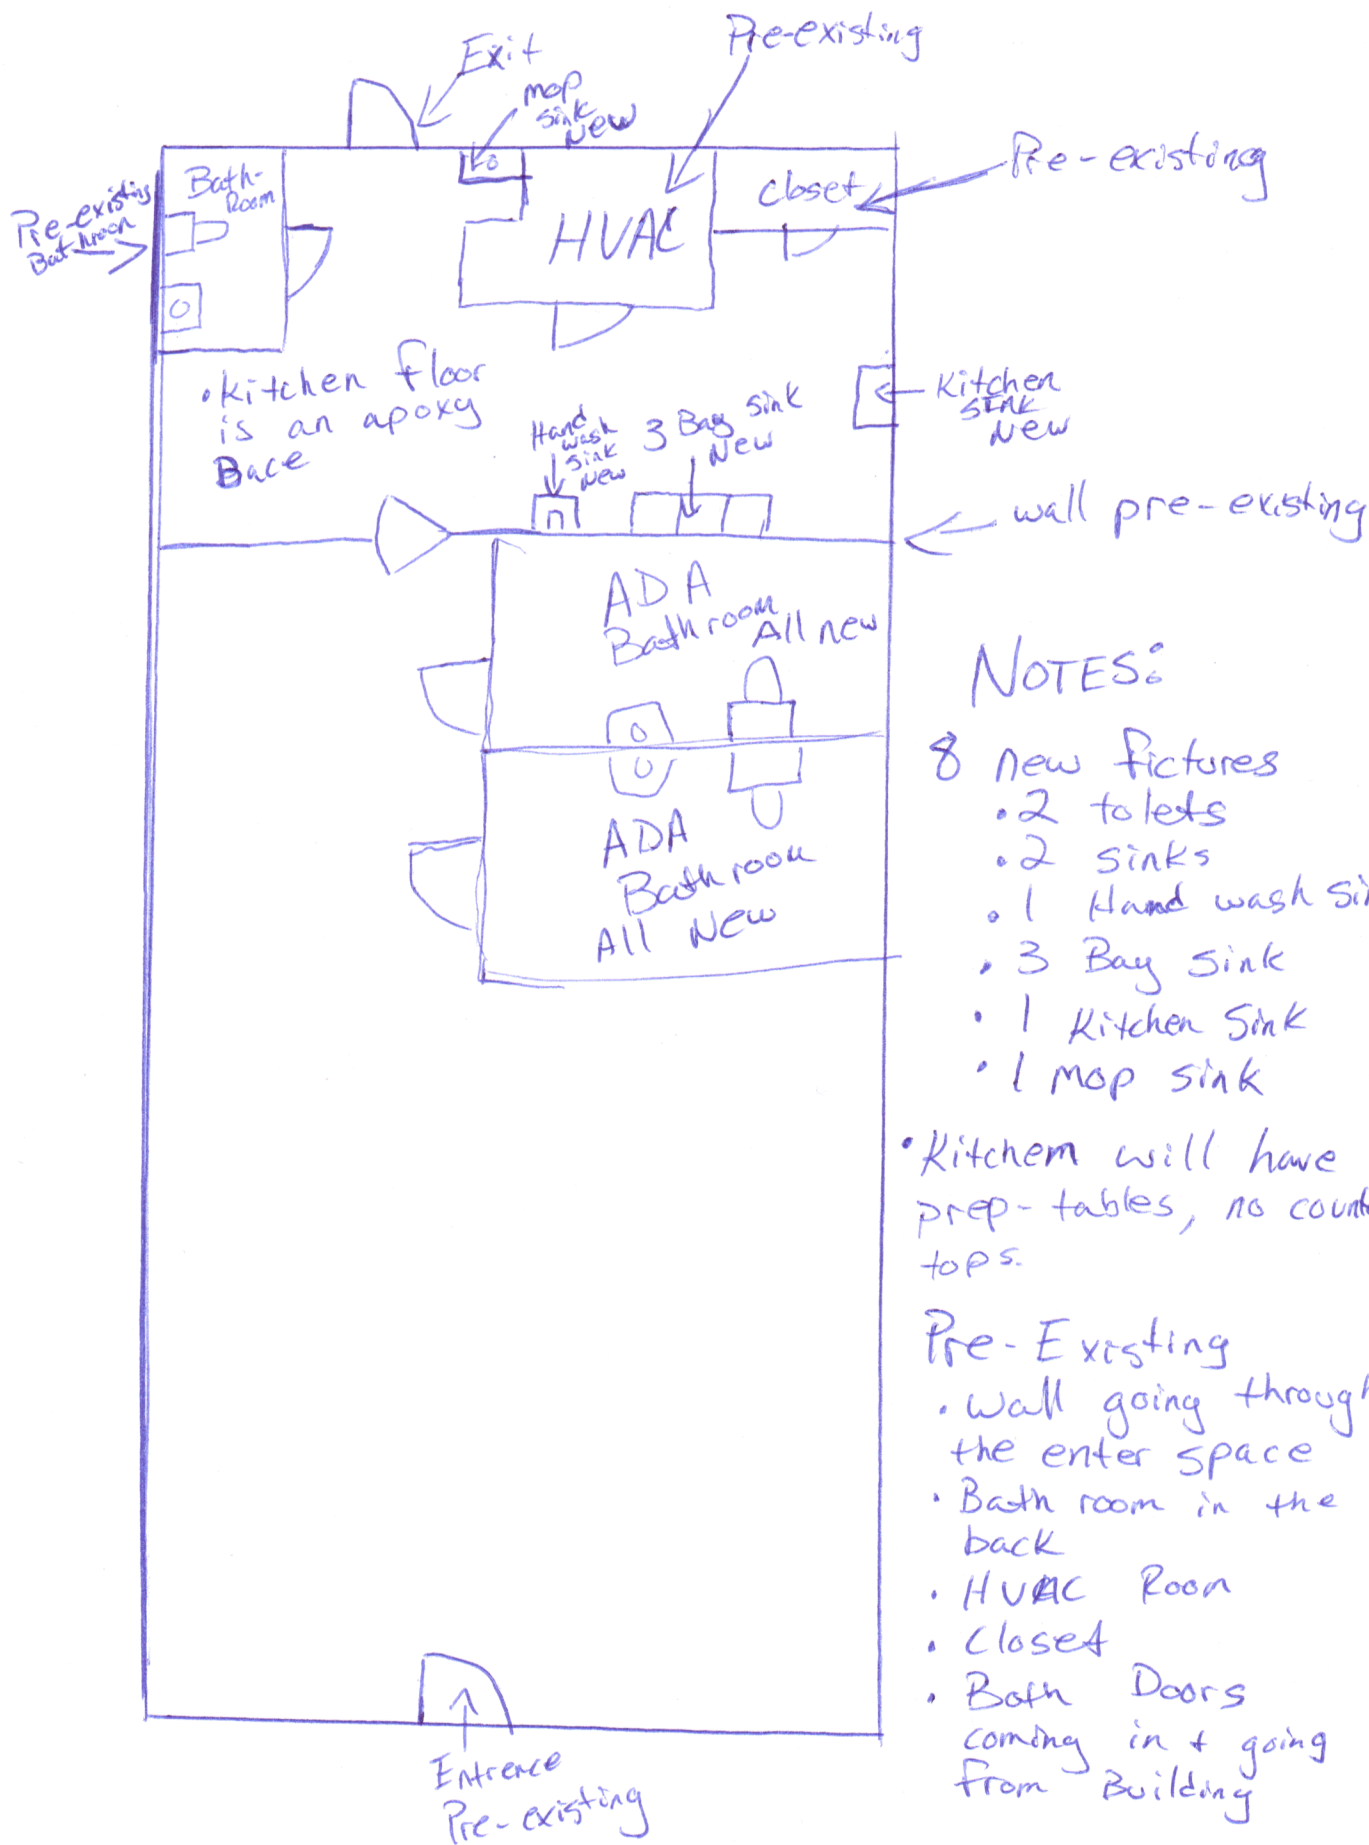 Pre-existing
Exit
mop
sink
New
Pre-existing
Bath-
Room
closet
Pre-existing
Bathroom
HVAC
• Kitchen floor
is an apoxy
Bace
Kitchen
SINK
New
Hand
wash
sink
New
3 Bay sink
New
wall pre-existing
ADA
Bathroom
All new
NOTES:
8 new fictures
• 2 tolets
• 2 sinks
• 1 Hand wash sin
• 3 Bay sink
• 1 Kitchen Sink
• 1 mop sink
ADA
Bathroom
All New
• Kitchem will have
prep-tables, no count
tops.
Pre-Existing
• Wall going through
the enter space
• Bath room in the
back
• HVAC Room
• Closet
• Both Doors
coming in + going
from Building
Entrence
Pre-existing